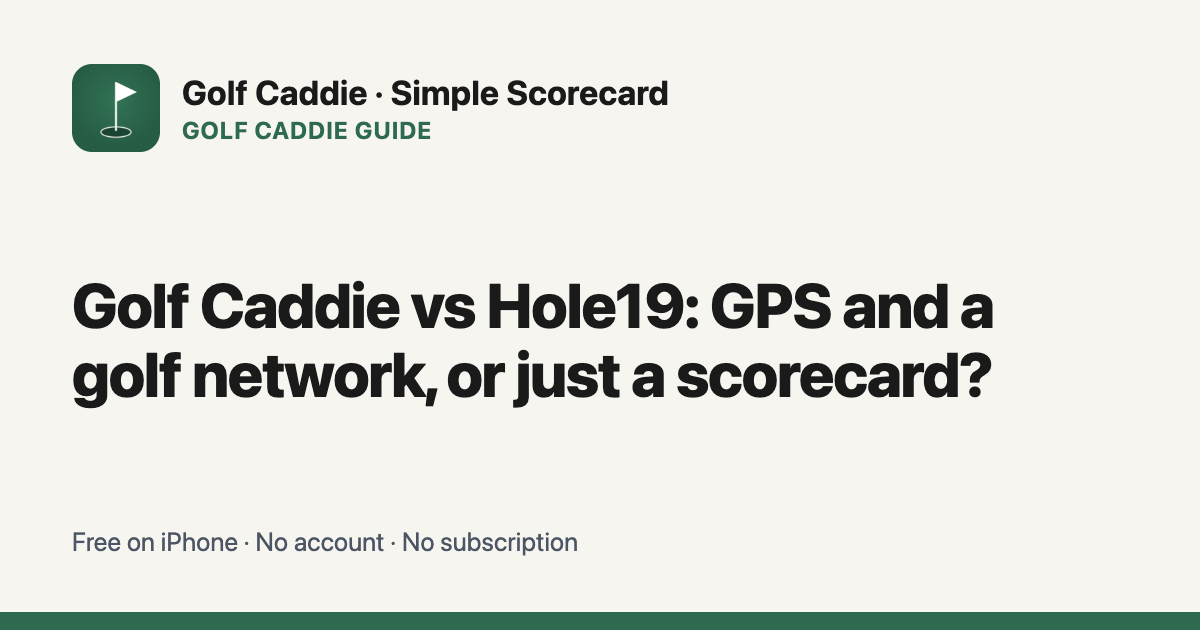 Golf Caddie · Simple Scorecard
GOLF CADDIE GUIDE
Golf Caddie vs Hole19: GPS and a
golf network, or just a scorecard?
Free on iPhone · No account · No subscription